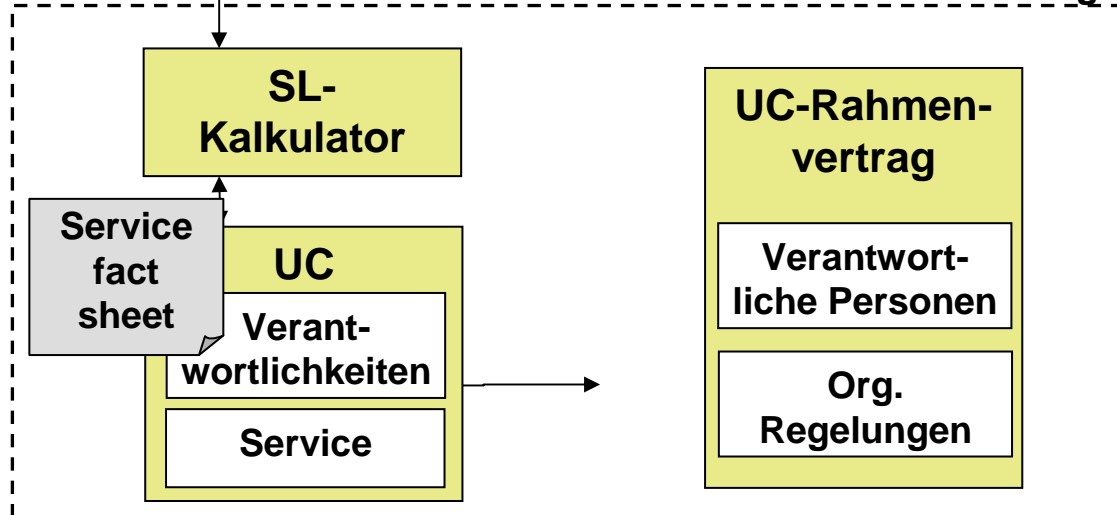 SL-
Kalkulator
Service
fact
sheet
UC
Verant-
wortlichkeiten
Service
UC-Rahmen-
vertrag
Verantwort-
liche Personen
Org.
Regelungen